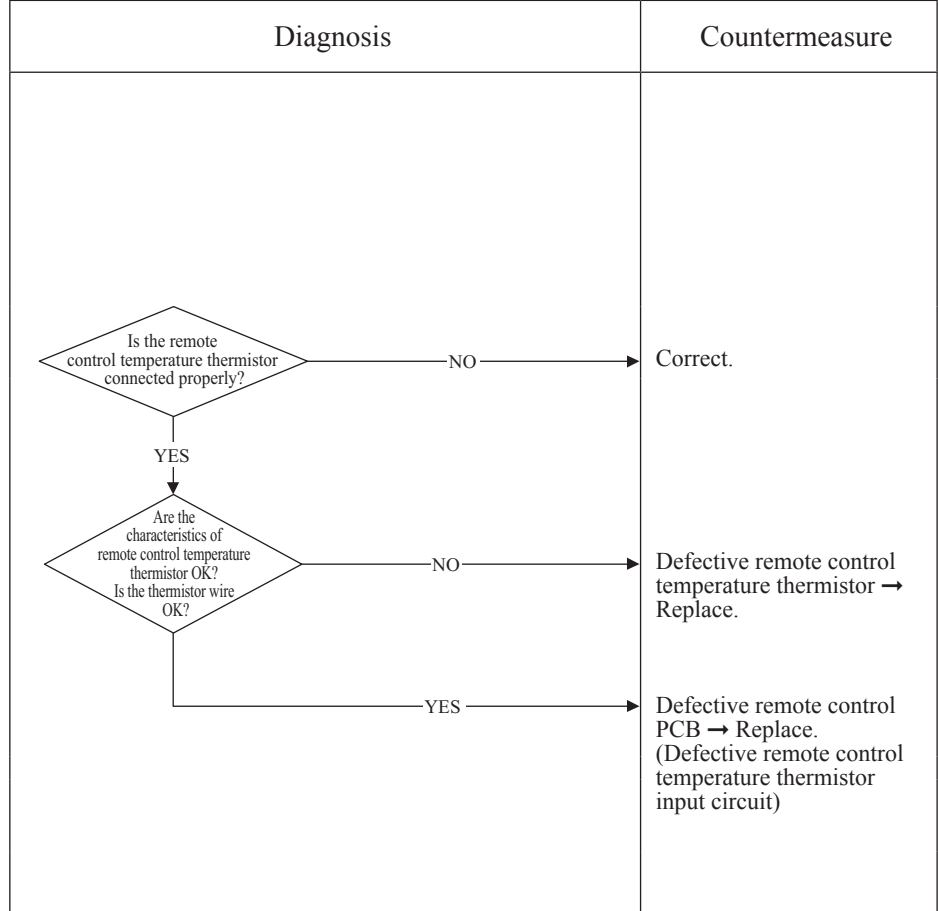 Diagnosis
Countermeasure
Is the remote
control temperature thermistor
connected properly?
NO
Correct.
YES
Are the
characteristics of
remote control temperature
thermistor OK?
Is the thermistor wire
OK?
NO
Defective remote control
temperature thermistor ➞
Replace.
YES
Defective remote control
PCB ➞ Replace.
(Defective remote control
temperature thermistor
input circuit)